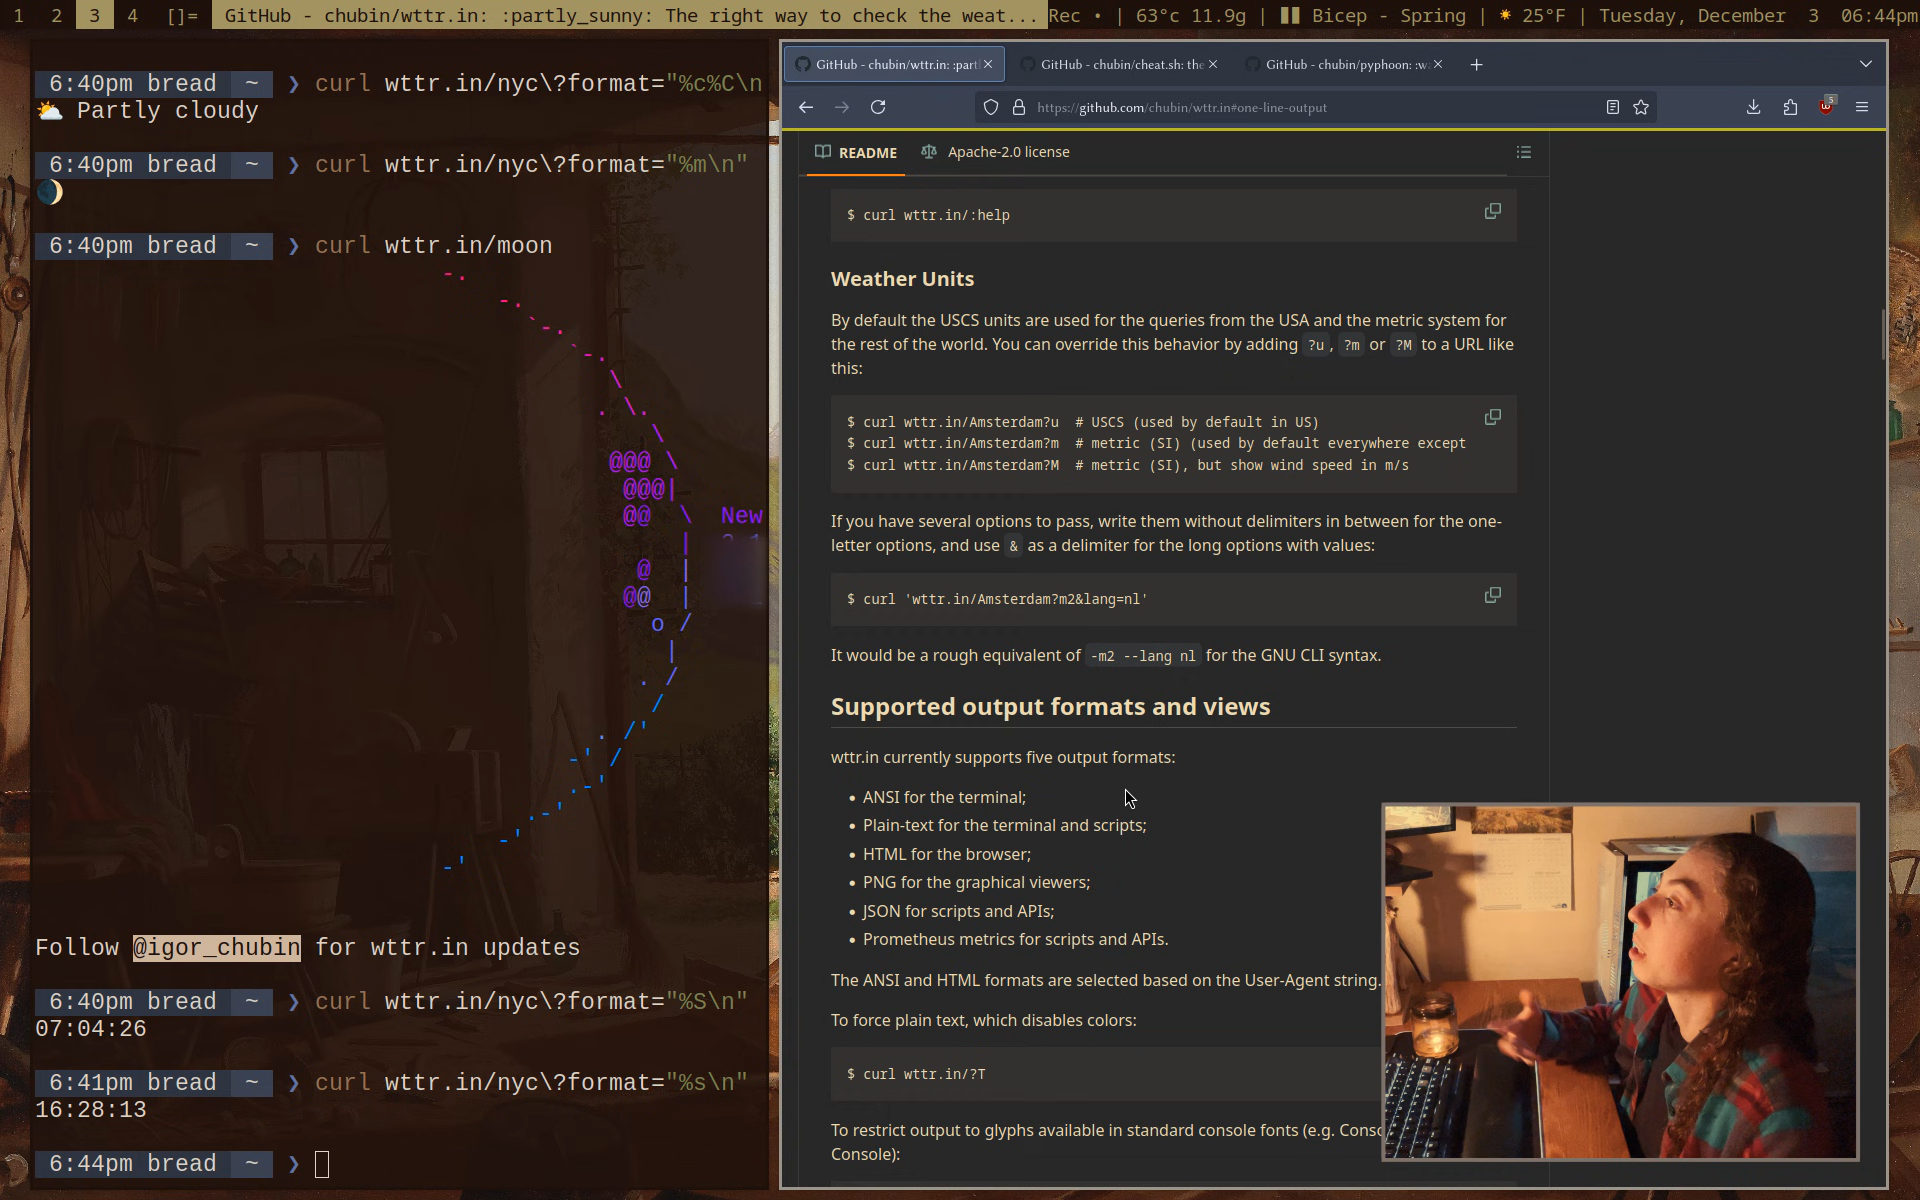 1 2 3 4 []= GitHub - chubin/wttr.in: :partly_sunny: The right way to check the weat... Rec • | 63°c 11.9g | Bicep - Spring | 25°F | Tuesday, December 3 06:44pm
6:40pm bread ~ ❯ curl wttr.in/nyc\?format="%c%C\n
Partly cloudy
6:40pm bread ~ ❯ curl wttr.in/nyc\?format="%m\n"
6:40pm bread ~ ❯ curl wttr.in/moon
-.
-.
`-.
`-.
\
. \.
\
@@@ \
@@@|
@@ \ New
|
@ |
@@ |
o /
|
. /
/
. /'
-' /
.-'
.-'
-'
-'
Follow @igor_chubin for wttr.in updates
6:40pm bread ~ ❯ curl wttr.in/nyc\?format="%S\n"
07:04:26
6:41pm bread ~ ❯ curl wttr.in/nyc\?format="%s\n"
16:28:13
6:44pm bread ~ ❯
GitHub - chubin/wttr.in: :part
GitHub - chubin/cheat.sh: the
GitHub - chubin/pyphoon: :w
https://github.com/chubin/wttr.in#one-line-output
5
README
Apache-2.0 license
$ curl wttr.in/:help
Weather Units
By default the USCS units are used for the queries from the USA and the metric system for
the rest of the world. You can override this behavior by adding ?u, ?m or ?M to a URL like
this:
$ curl wttr.in/Amsterdam?u # USCS (used by default in US)
$ curl wttr.in/Amsterdam?m # metric (SI) (used by default everywhere except
$ curl wttr.in/Amsterdam?M # metric (SI), but show wind speed in m/s
If you have several options to pass, write them without delimiters in between for the one-
letter options, and use & as a delimiter for the long options with values:
$ curl 'wttr.in/Amsterdam?m2&lang=nl'
It would be a rough equivalent of -m2 --lang nl for the GNU CLI syntax.
Supported output formats and views
wttr.in currently supports five output formats:
• ANSI for the terminal;
• Plain-text for the terminal and scripts;
• HTML for the browser;
• PNG for the graphical viewers;
• JSON for scripts and APIs;
• Prometheus metrics for scripts and APIs.
The ANSI and HTML formats are selected based on the User-Agent string.
To force plain text, which disables colors:
$ curl wttr.in/?T
To restrict output to glyphs available in standard console fonts (e.g. Conso
Console):